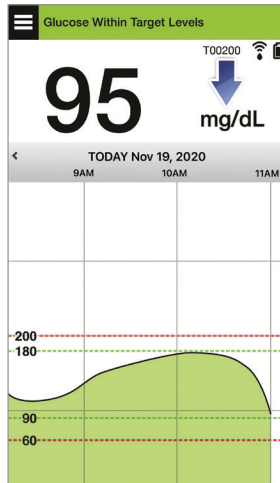 Glucose Within Target Levels
T00200
95
mg/dL
< TODAY Nov 19, 2020
9AM 10AM 11AM
200
180
90
60